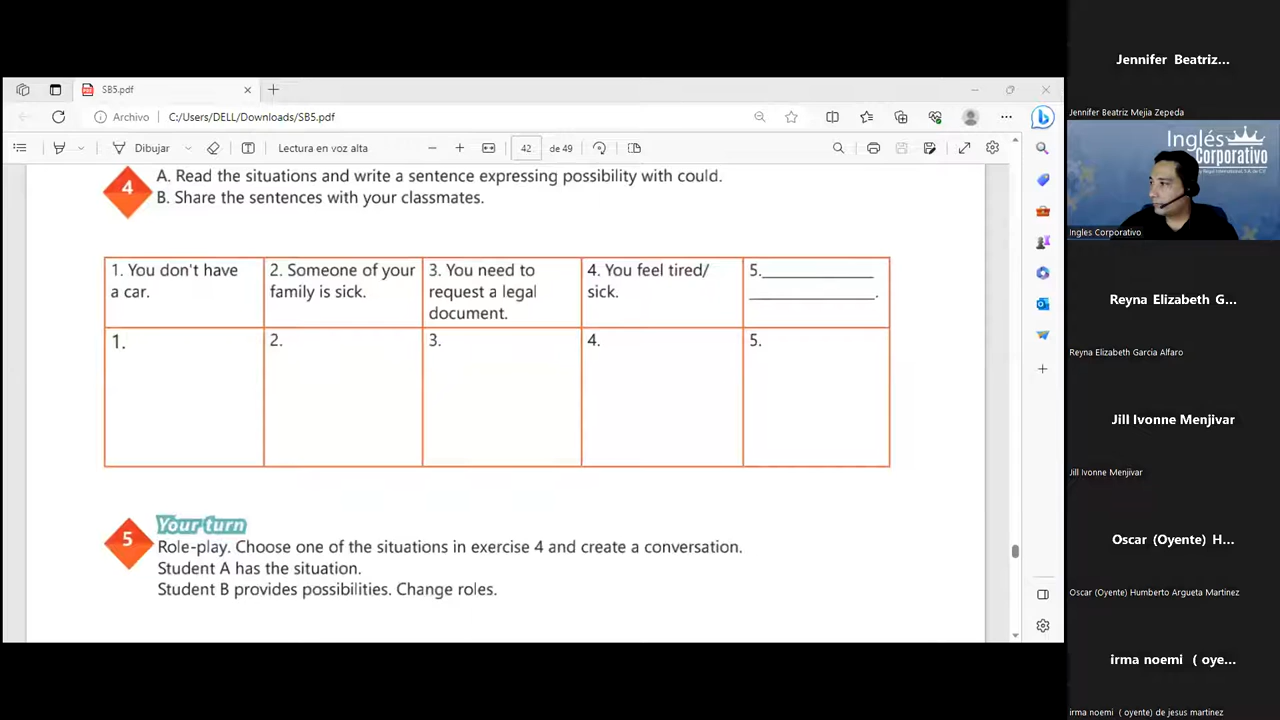 SB5.pdf
Archivo
C:/Users/DELL/Downloads/SB5.pdf
Dibujar
Lectura en voz alta
42
de 49
4
A. Read the situations and write a sentence expressing possibility with could.
B. Share the sentences with your classmates.
1. You don't have
a car.
2. Someone of your
family is sick.
3. You need to
request a legal
document.
4. You feel tired/
sick.
5.______________
________________.
1.
2.
3.
4.
5.
5
Your turn
Role-play. Choose one of the situations in exercise 4 and create a conversation.
Student A has the situation.
Student B provides possibilities. Change roles.
Jennifer Beatriz...
Jennifer Beatriz Mejia Zepeda
Inglés
Corporativo
Ingles Corporativo
Reyna Elizabeth G...
Reyna Elizabeth Garcia Alfaro
Jill Ivonne Menjivar
Jill Ivonne Menjivar
Oscar (Oyente) H...
Oscar (Oyente) Humberto Argueta Martinez
irma noemi ( oye...
irma noemi ( oyente) de jesus martinez